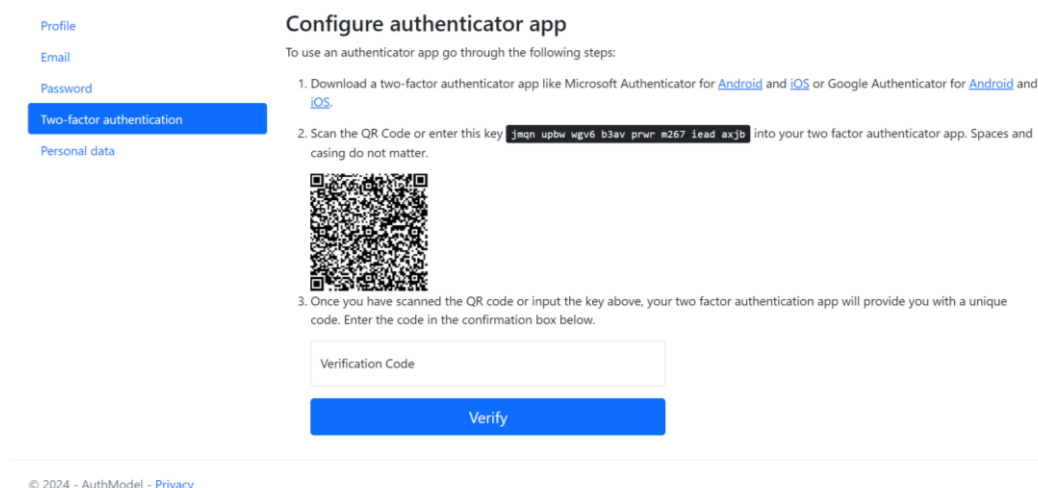 Profile
Email
Password
Two-factor authentication
Personal data
Configure authenticator app
To use an authenticator app go through the following steps:
1. Download a two-factor authenticator app like Microsoft Authenticator for Android and iOS or Google Authenticator for Android and
iOS.
2. Scan the QR Code or enter this key jmqn upbw wgv6 b3av prwr m267 iead axjb into your two factor authenticator app. Spaces and
casing do not matter.
3. Once you have scanned the QR code or input the key above, your two factor authentication app will provide you with a unique
code. Enter the code in the confirmation box below.
Verification Code
Verify
© 2024 - AuthModel - Privacy